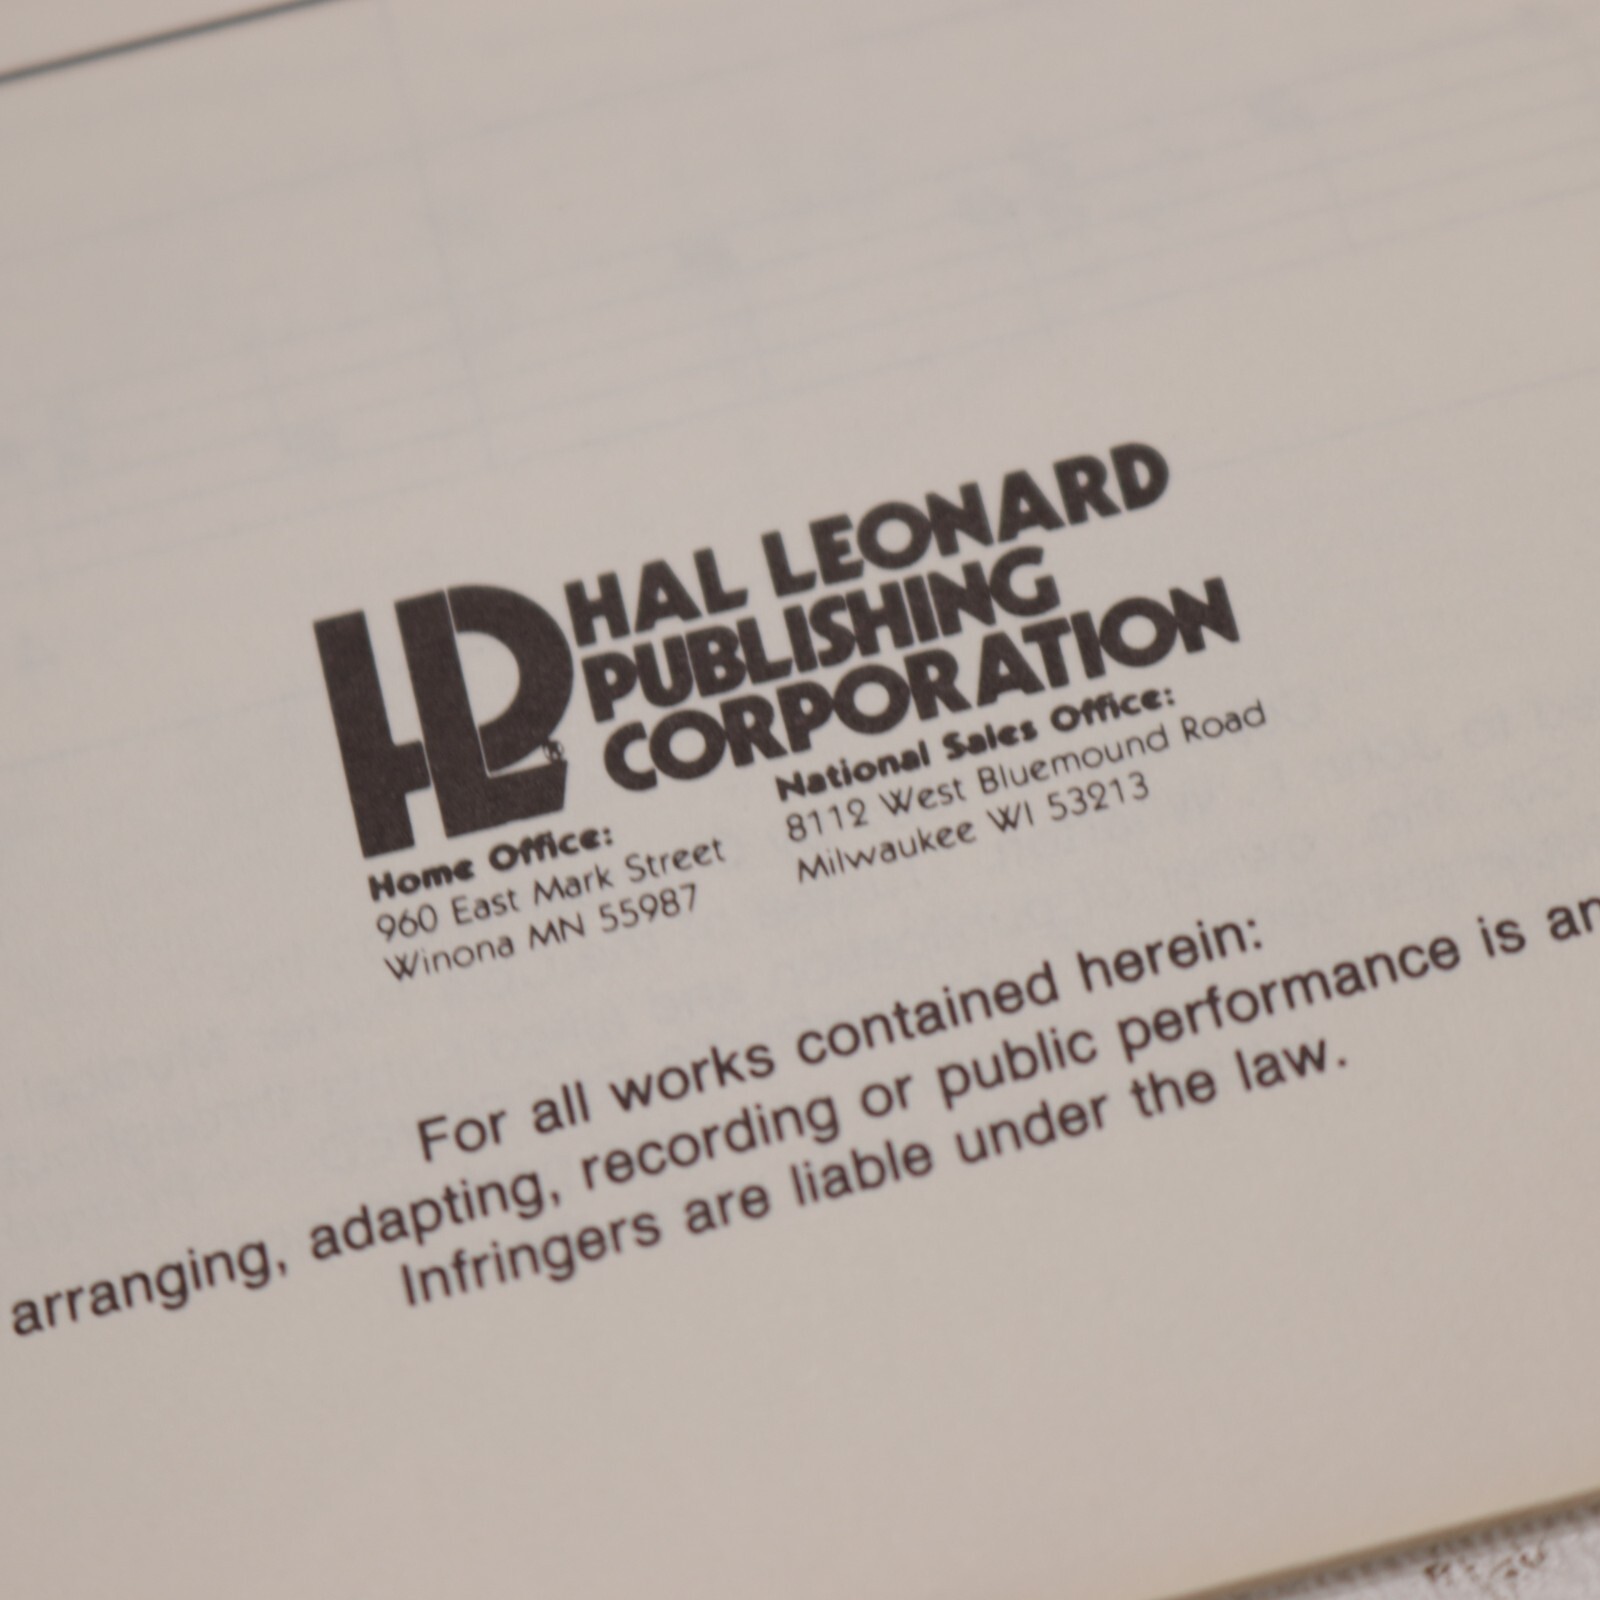 HL®
HAL LEONARD
PUBLISHING
CORPORATION
Home Office:
960 East Mark Street
Winona MN 55987
National Sales Office:
8112 West Bluemound Road
Milwaukee WI 53213
For all works contained herein:
arranging, adapting, recording or public performance is an
Infringers are liable under the law.